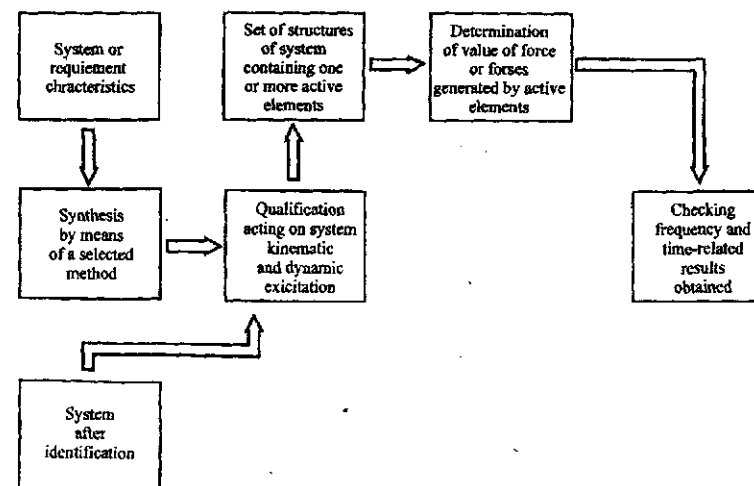 System or
requiement
chracteristics
Set of structures
of system
containing one
or more active
elements
Determination
of value of force
or forses
generated by active
elements
Synthesis
by means
of a selected
method
Qualification
acting on system
kinematic
and dynamic
exicitation
Checking
frequency and
time-related
results
obtained
System
after
identification